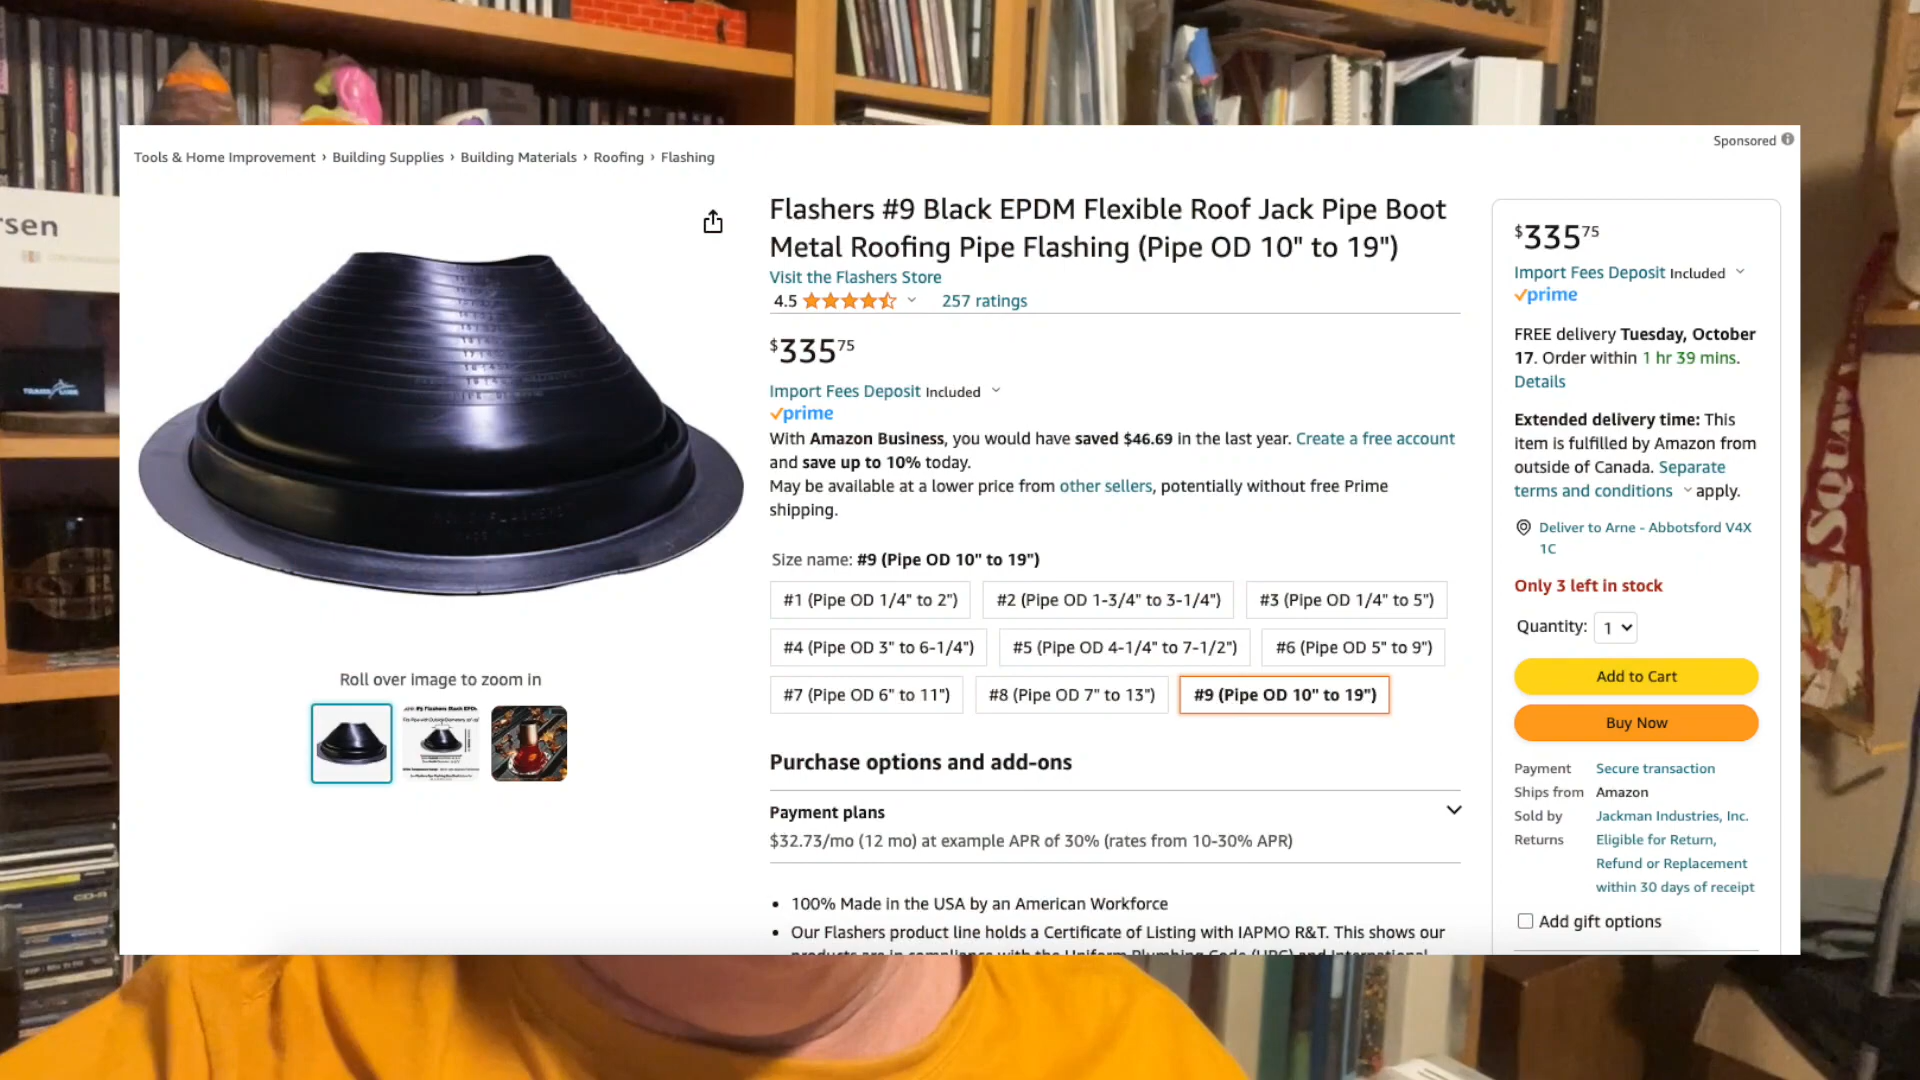 rsen
Sponsored
Tools & Home Improvement › Building Supplies › Building Materials › Roofing › Flashing
Flashers #9 Black EPDM Flexible Roof Jack Pipe Boot
Metal Roofing Pipe Flashing (Pipe OD 10" to 19")
Visit the Flashers Store
4.5 257 ratings
$335 75
Import Fees Deposit Included
prime
With Amazon Business, you would have saved $46.69 in the last year. Create a free account
and save up to 10% today.
May be available at a lower price from other sellers, potentially without free Prime
shipping.
Size name: #9 (Pipe OD 10" to 19")
#1 (Pipe OD 1/4" to 2") #2 (Pipe OD 1-3/4" to 3-1/4") #3 (Pipe OD 1/4" to 5")
#4 (Pipe OD 3" to 6-1/4") #5 (Pipe OD 4-1/4" to 7-1/2") #6 (Pipe OD 5" to 9")
#7 (Pipe OD 6" to 11") #8 (Pipe OD 7" to 13") #9 (Pipe OD 10" to 19")
Roll over image to zoom in
Purchase options and add-ons
Payment plans
$32.73/mo (12 mo) at example APR of 30% (rates from 10-30% APR)
• 100% Made in the USA by an American Workforce
• Our Flashers product line holds a Certificate of Listing with IAPMO R&T. This shows our
products are in compliance with the Uniform Plumbing Code (UPC) and International
$335 75
Import Fees Deposit Included
prime
FREE delivery Tuesday, October
17. Order within 1 hr 39 mins.
Details
Extended delivery time: This
item is fulfilled by Amazon from
outside of Canada. Separate
terms and conditions apply.
Deliver to Arne - Abbotsford V4X
1C
Only 3 left in stock
Quantity: 1
Add to Cart
Buy Now
Payment Secure transaction
Ships from Amazon
Sold by Jackman Industries, Inc.
Returns Eligible for Return,
Refund or Replacement
within 30 days of receipt
Add gift options